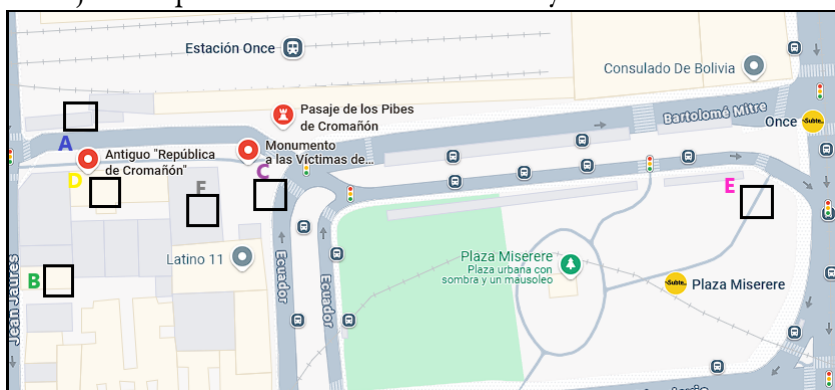 Estación Once
Consulado De Bolivia
Pasaje de los Pibes
de Cromañón
Bartolomé Mitre
Once
Subte
A
Antiguo "República
de Cromañón"
Monumento
a las Víctimas de...
C
D
F
E
Latino 11
Plaza Miserere
Plaza urbana con
sombra y un mausoleo
Subte
Plaza Miserere
B
Jean Jaures
Ecuador
Ecuador